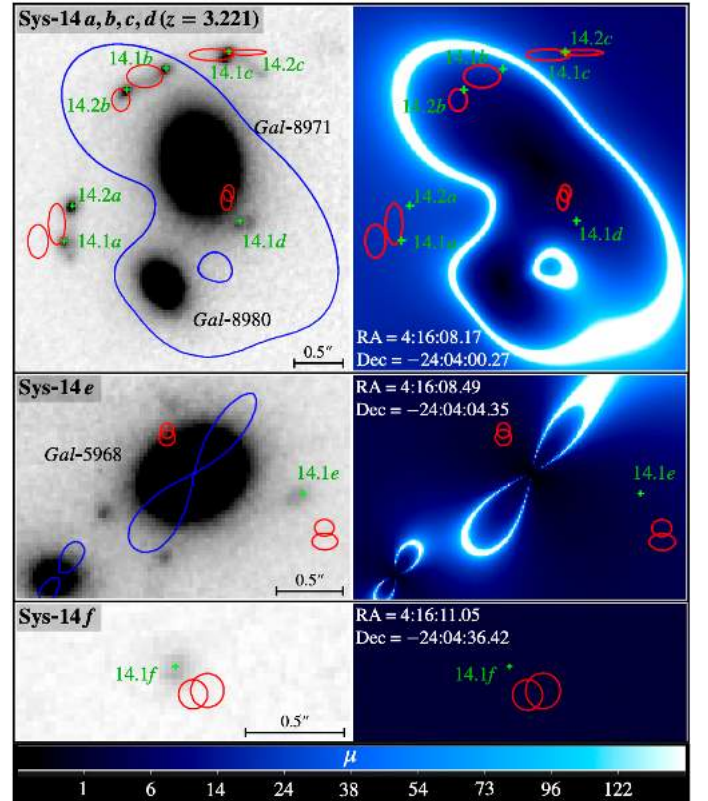 Sys-14 a, b, c, d (z = 3.221)
14.1b
14.2c
14.1c
14.2b
Gal-8971
14.2a
14.1d
14.1a
Gal-8980
0.5″
14.1b
14.2c
14.1c
14.2b
14.2a
14.1d
14.1a
RA = 4:16:08.17
Dec = −24:04:00.27
Sys-14 e
Gal-5968
14.1e
0.5″
RA = 4:16:08.49
Dec = −24:04:04.35
14.1e
Sys-14 f
14.1f
0.5″
RA = 4:16:11.05
Dec = −24:04:36.42
14.1f
μ
1 6 14 24 38 54 73 96 122